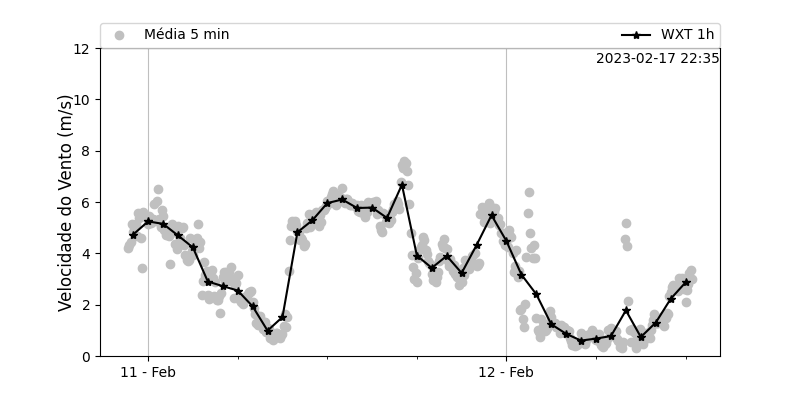 Média 5 min
WXT 1h
2023-02-17 22:35
Velocidade do Vento (m/s)
12
10
8
6
4
2
0
11 - Feb
12 - Feb